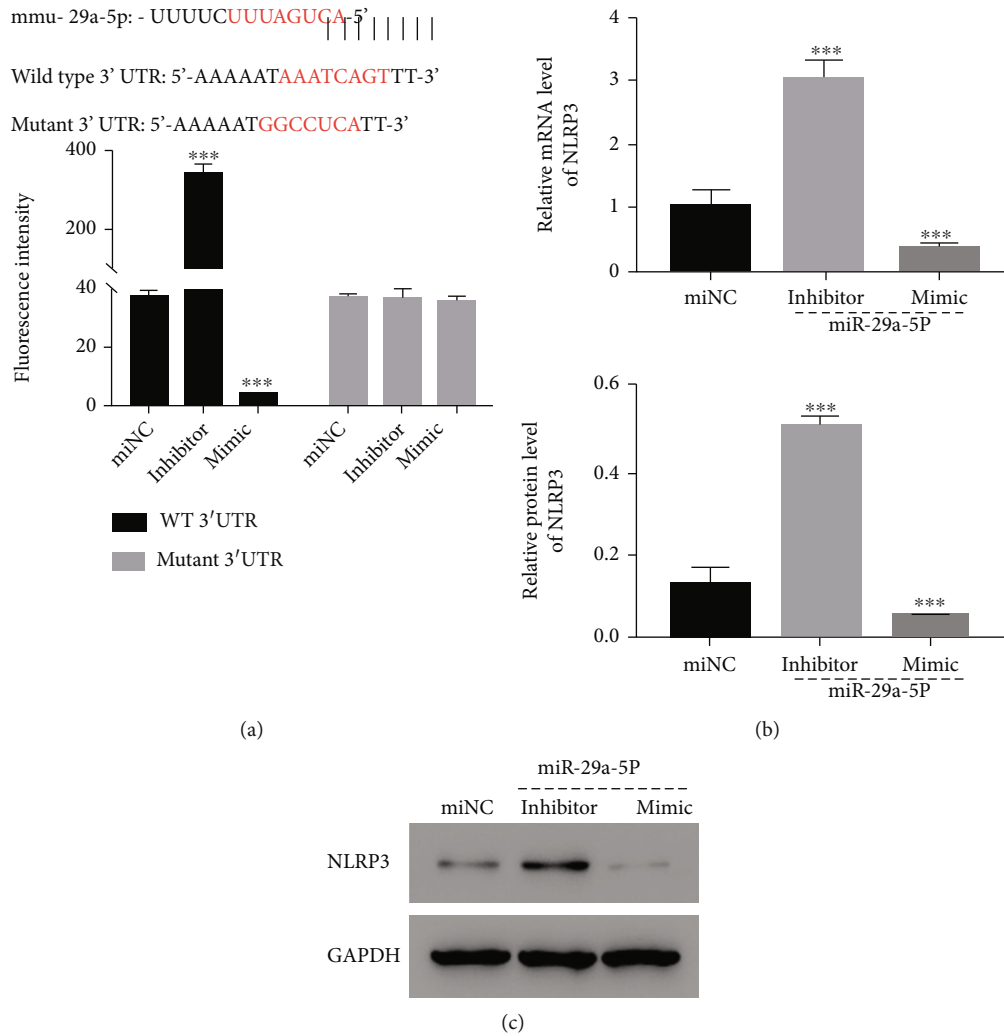 mmu- 29a-5p: - UUUUCUUUAGUCA-5'
Wild type 3' UTR: 5'-AAAAATAAATCAGTTT-3'
Mutant 3' UTR: 5'-AAAAATGGCCUCATT-3'
Fluorescence intensity
400
200
40
20
0
***
***
miNC
Inhibitor
Mimic
miNC
Inhibitor
Mimic
WT 3'UTR
Mutant 3'UTR
(a)
Relative mRNA level
of NLRP3
4
3
2
1
0
***
***
miNC
Inhibitor
Mimic
miR-29a-5P
Relative protein level
of NLRP3
0.6
0.4
0.2
0.0
***
***
miNC
Inhibitor
Mimic
miR-29a-5P
(b)
miR-29a-5P
miNC
Inhibitor
Mimic
NLRP3
GAPDH
(c)